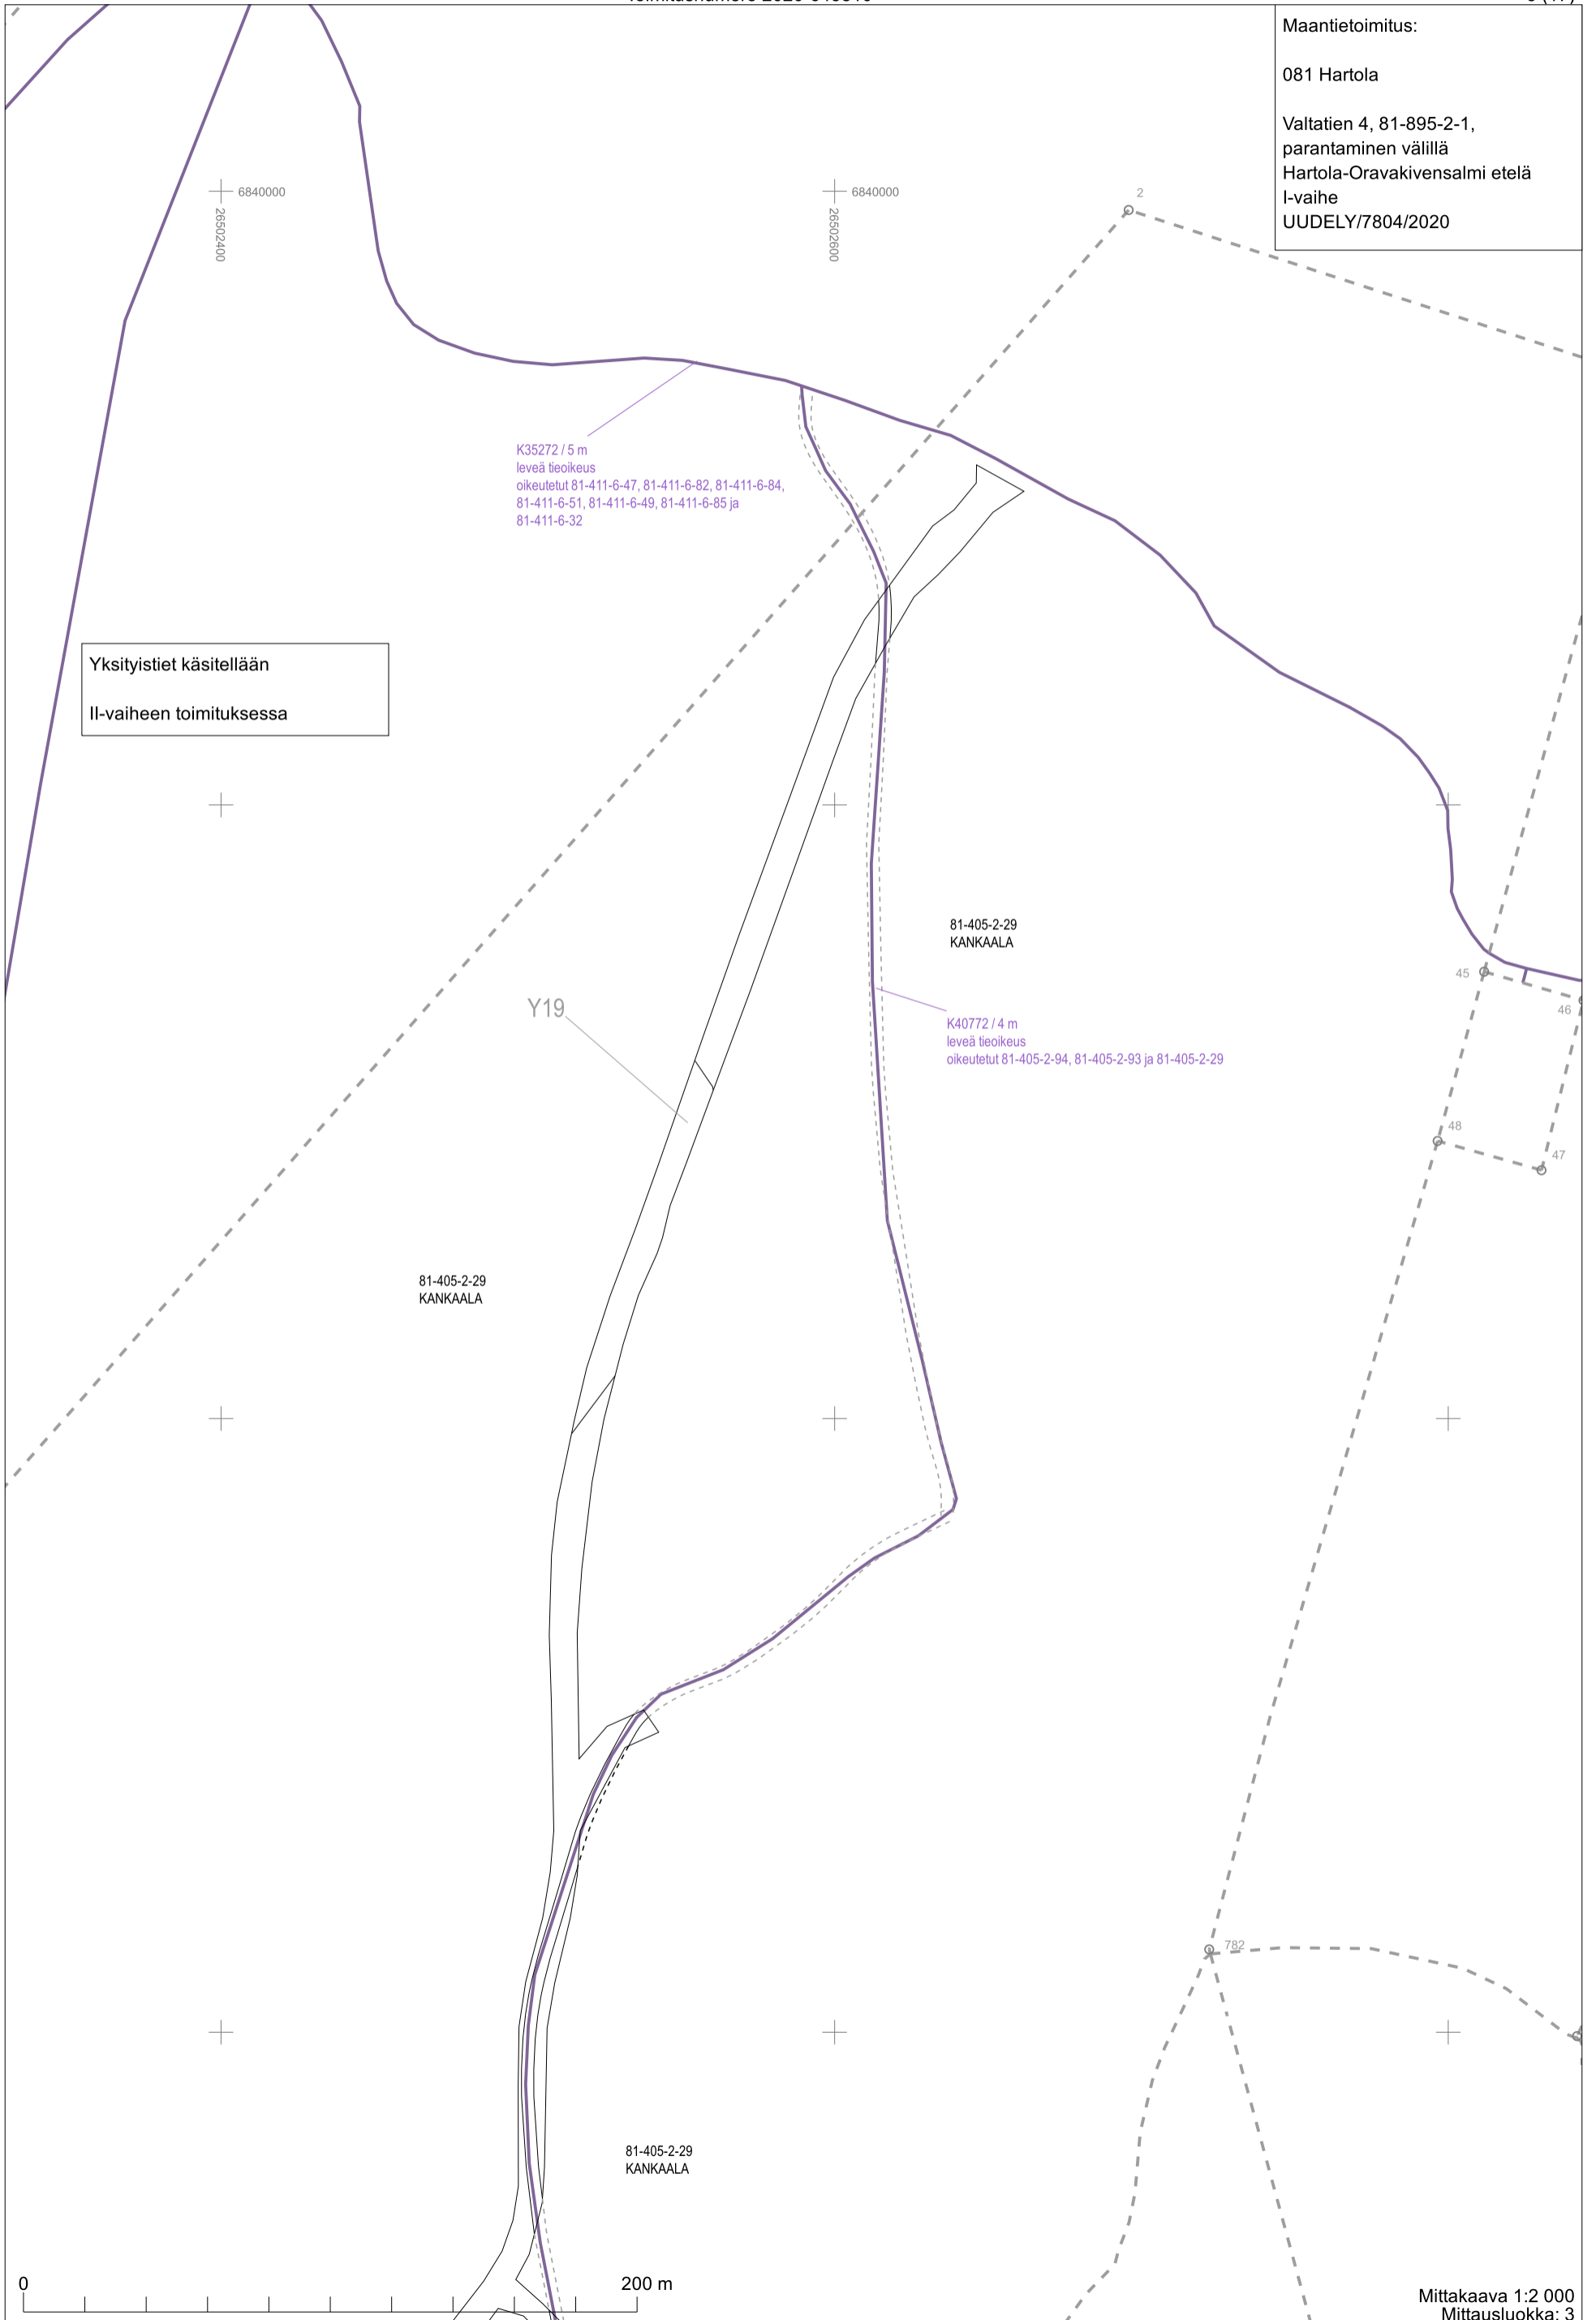 Maantietoimitus:
081 Hartola
Valtatien 4, 81-895-2-1,
parantaminen välillä
Hartola-Oravakivensalmi etelä
I-vaihe
UUDELY/7804/2020
6840000
26502400
6840000
26502600
2
K35272 / 5 m
leveä tieoikeus
oikeutetut 81-411-6-47, 81-411-6-82, 81-411-6-84,
81-411-6-51, 81-411-6-49, 81-411-6-85 ja
81-411-6-32
Yksityistiet käsitellään
II-vaiheen toimituksessa
81-405-2-29
KANKAALA
45
46
Y19
K40772 / 4 m
leveä tieoikeus
oikeutetut 81-405-2-94, 81-405-2-93 ja 81-405-2-29
48
47
81-405-2-29
KANKAALA
782
81-405-2-29
KANKAALA
0
200 m
Mittakaava 1:2 000
Mittausluokka: 3